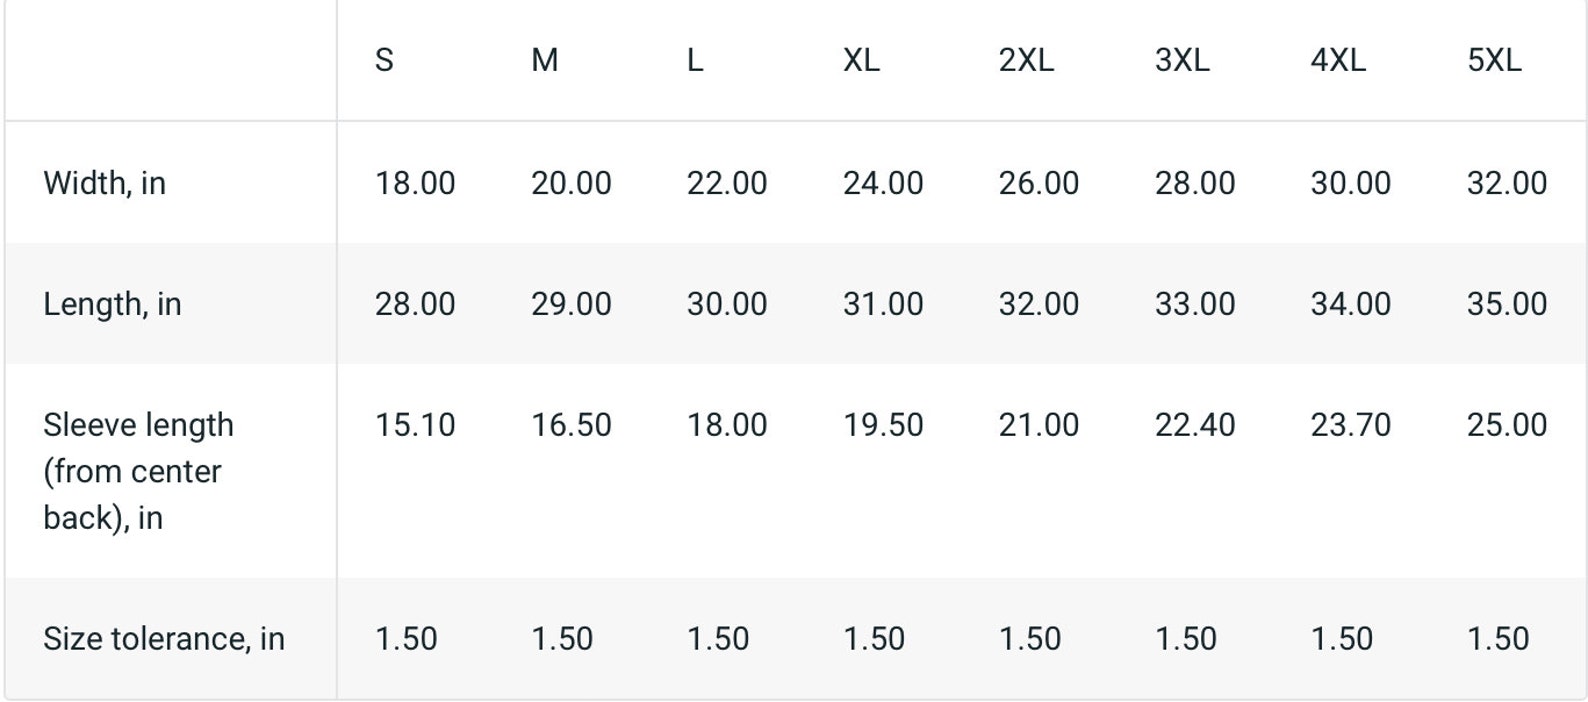 S M L XL 2XL 3XL 4XL 5XL
Width, in 18.00 20.00 22.00 24.00 26.00 28.00 30.00 32.00
Length, in 28.00 29.00 30.00 31.00 32.00 33.00 34.00 35.00
Sleeve length 15.10 16.50 18.00 19.50 21.00 22.40 23.70 25.00
(from center
back), in
Size tolerance, in 1.50 1.50 1.50 1.50 1.50 1.50 1.50 1.50